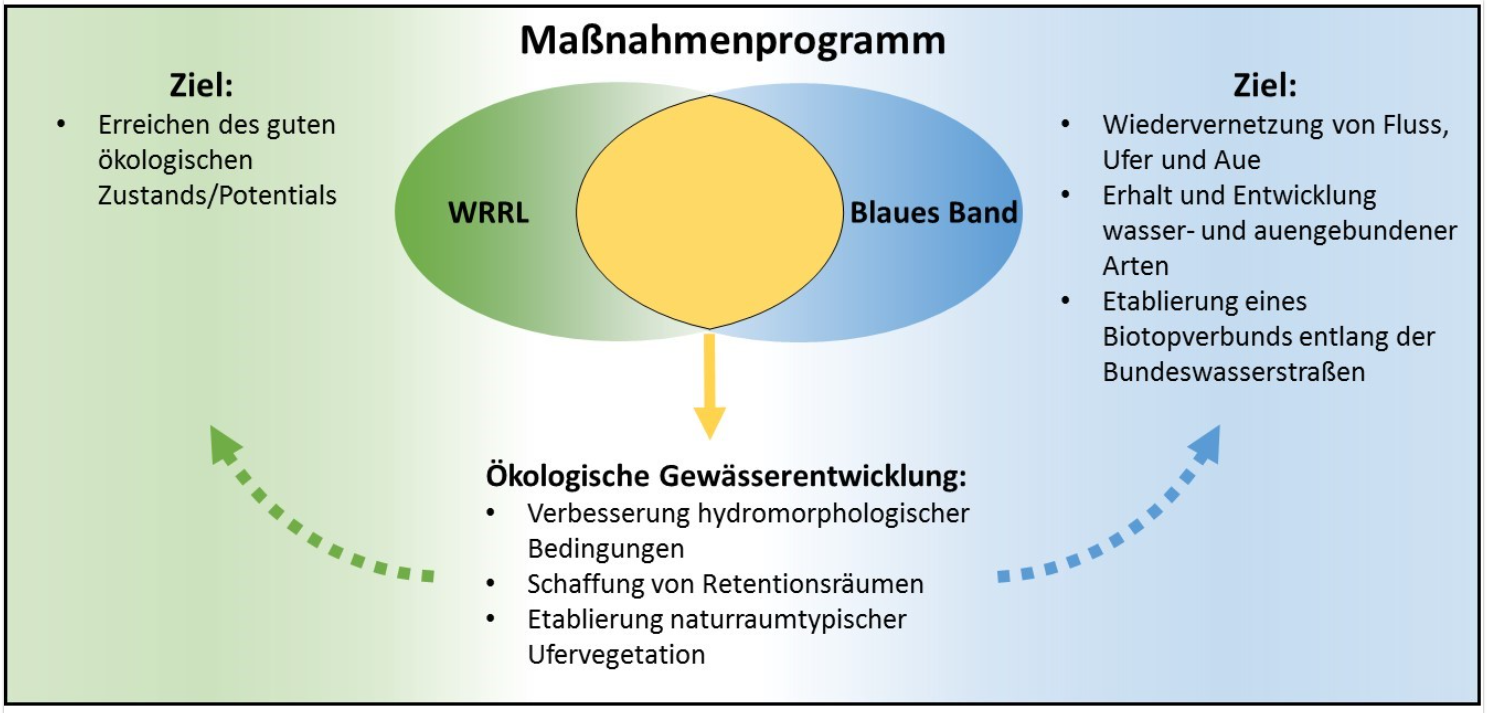 Maßnahmenprogramm
Ziel:
• Erreichen des guten
ökologischen
Zustands/Potentials
WRRL
Blaues Band
Ziel:
• Wiedervernetzung von Fluss,
Ufer und Aue
• Erhalt und Entwicklung
wasser- und auengebundener
Arten
• Etablierung eines
Biotopverbunds entlang der
Bundeswasserstraßen
Ökologische Gewässerentwicklung:
• Verbesserung hydromorphologischer
Bedingungen
• Schaffung von Retentionsräumen
• Etablierung naturraumtypischer
Ufervegetation